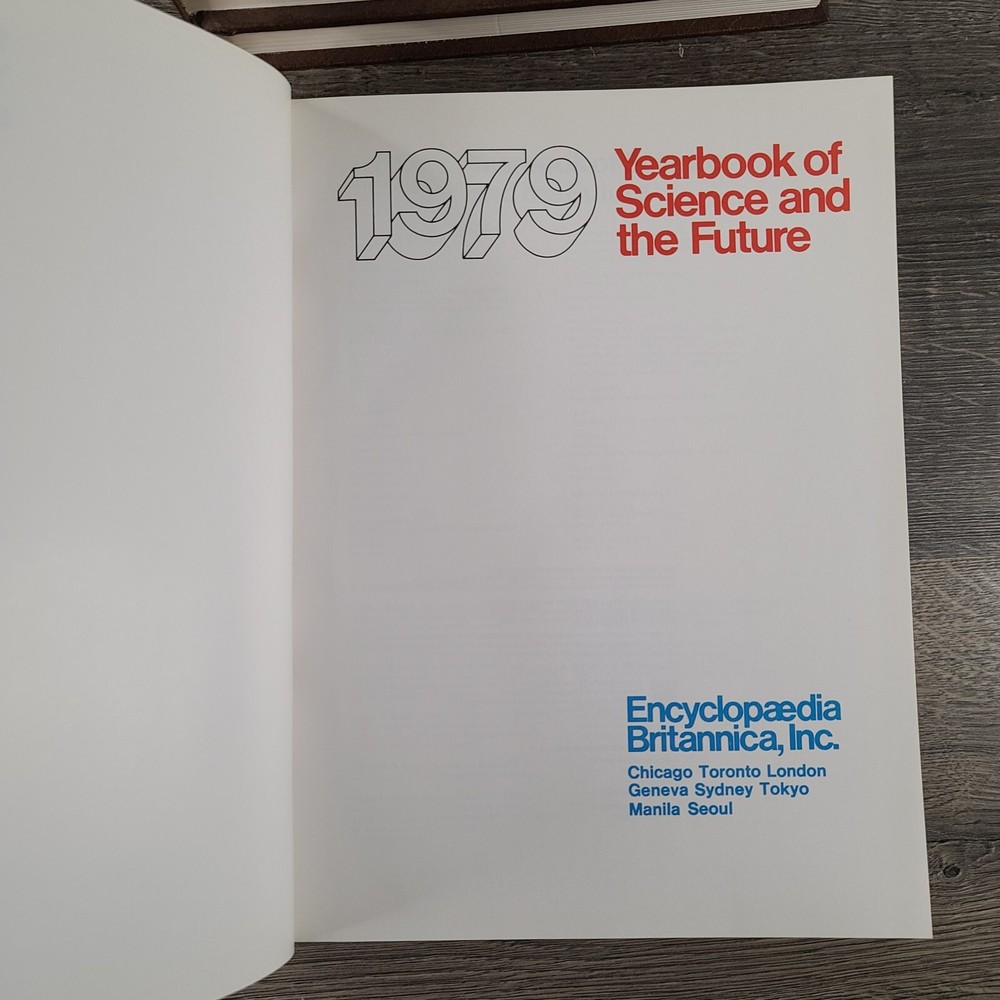 1979
Yearbook of
Science and
the Future
Encyclopædia
Britannica, Inc.
Chicago Toronto London
Geneva Sydney Tokyo
Manila Seoul